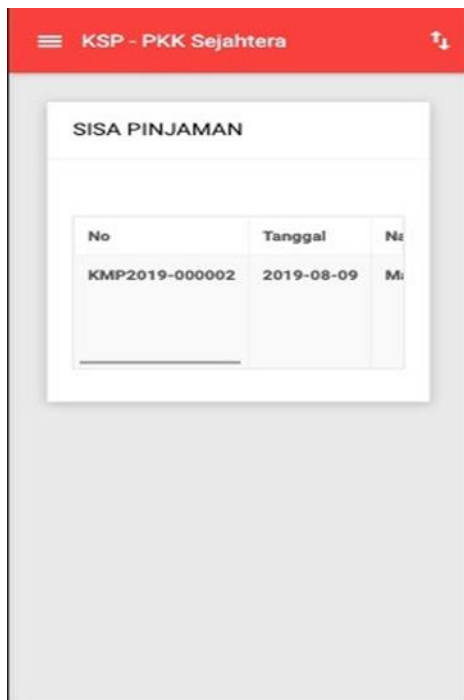 KSP - PKK Sejahtera
SISA PINJAMAN
No Tanggal
KMP2019-000002 2019-08-09